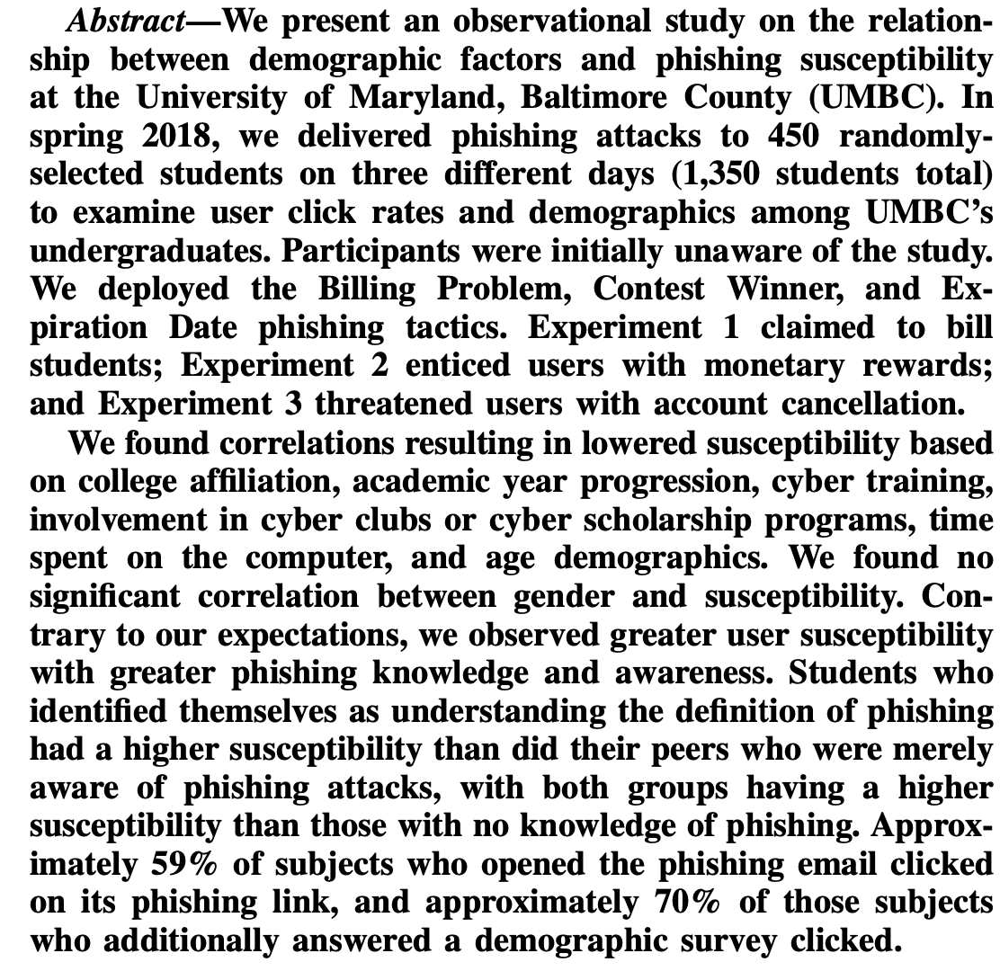 Abstract—We present an observational study on the relation-
ship between demographic factors and phishing susceptibility
at the University of Maryland, Baltimore County (UMBC). In
spring 2018, we delivered phishing attacks to 450 randomly-
selected students on three different days (1,350 students total)
to examine user click rates and demographics among UMBC's
undergraduates. Participants were initially unaware of the study.
We deployed the Billing Problem, Contest Winner, and Ex-
piration Date phishing tactics. Experiment 1 claimed to bill
students; Experiment 2 enticed users with monetary rewards;
and Experiment 3 threatened users with account cancellation.
We found correlations resulting in lowered susceptibility based
on college affiliation, academic year progression, cyber training,
involvement in cyber clubs or cyber scholarship programs, time
spent on the computer, and age demographics. We found no
significant correlation between gender and susceptibility. Con-
trary to our expectations, we observed greater user susceptibility
with greater phishing knowledge and awareness. Students who
identified themselves as understanding the definition of phishing
had a higher susceptibility than did their peers who were merely
aware of phishing attacks, with both groups having a higher
susceptibility than those with no knowledge of phishing. Approx-
imately 59% of subjects who opened the phishing email clicked
on its phishing link, and approximately 70% of those subjects
who additionally answered a demographic survey clicked.